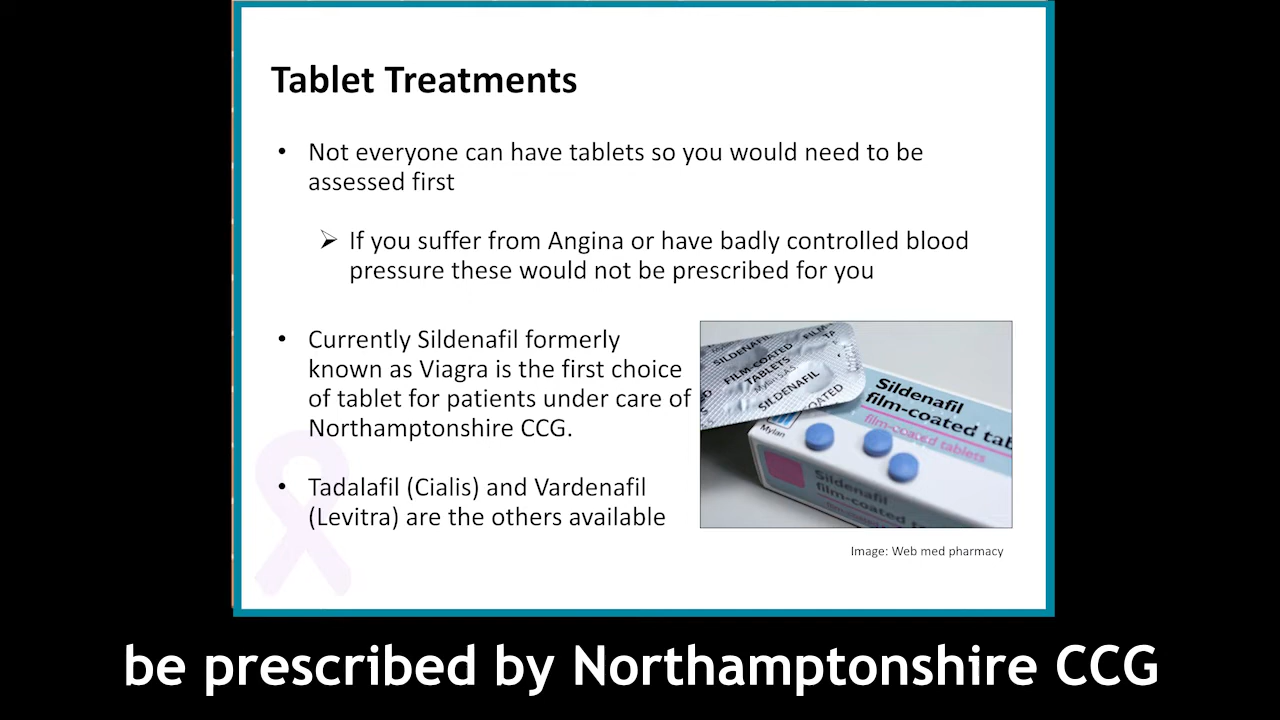 Tablet Treatments
• Not everyone can have tablets so you would need to be
assessed first
➢ If you suffer from Angina or have badly controlled blood
pressure these would not be prescribed for you
• Currently Sildenafil formerly
known as Viagra is the first choice
of tablet for patients under care of
Northamptonshire CCG.
• Tadalafil (Cialis) and Vardenafil
(Levitra) are the others available
SILDENAFIL
FILM-COATED
TABLETS
Mylan S.A.S
SILDENAFIL
COATED
FILM-
TA
Mylan
Sildenafil
film-coated tab
film-coated tablets
Sildenafil
film-coated
Image: Web med pharmacy
be prescribed by Northamptonshire CCG